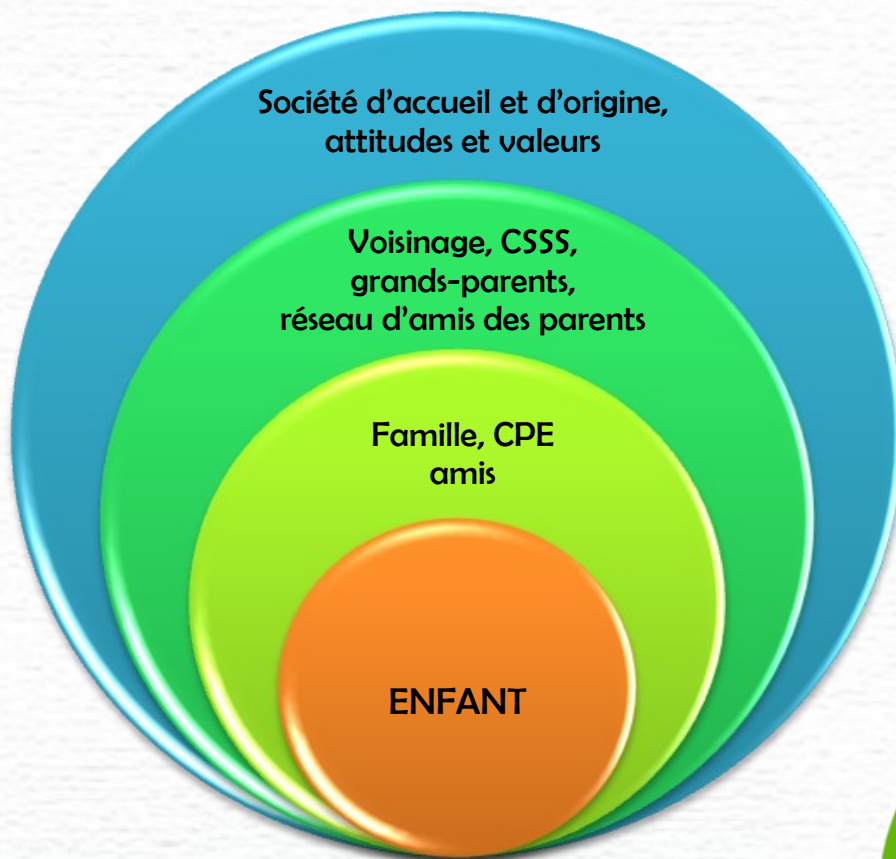 Société d'accueil et d'origine,
attitudes et valeurs
Voisinage, CSSS,
grands-parents,
réseau d'amis des parents
Famille, CPE
amis
ENFANT